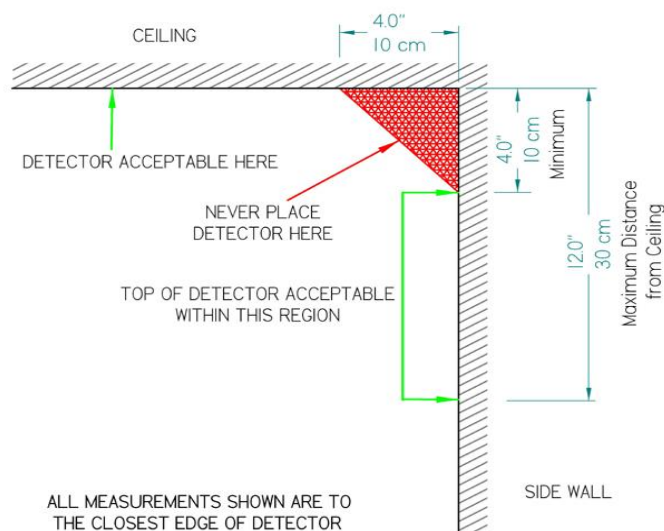 CEILING
4.0"
10 cm
DETECTOR ACCEPTABLE HERE
NEVER PLACE
DETECTOR HERE
4.0"
10 cm
Minimum
TOP OF DETECTOR ACCEPTABLE
WITHIN THIS REGION
12.0"
30 cm
Maximum Distance
from Ceiling
SIDE WALL
ALL MEASUREMENTS SHOWN ARE TO
THE CLOSEST EDGE OF DETECTOR